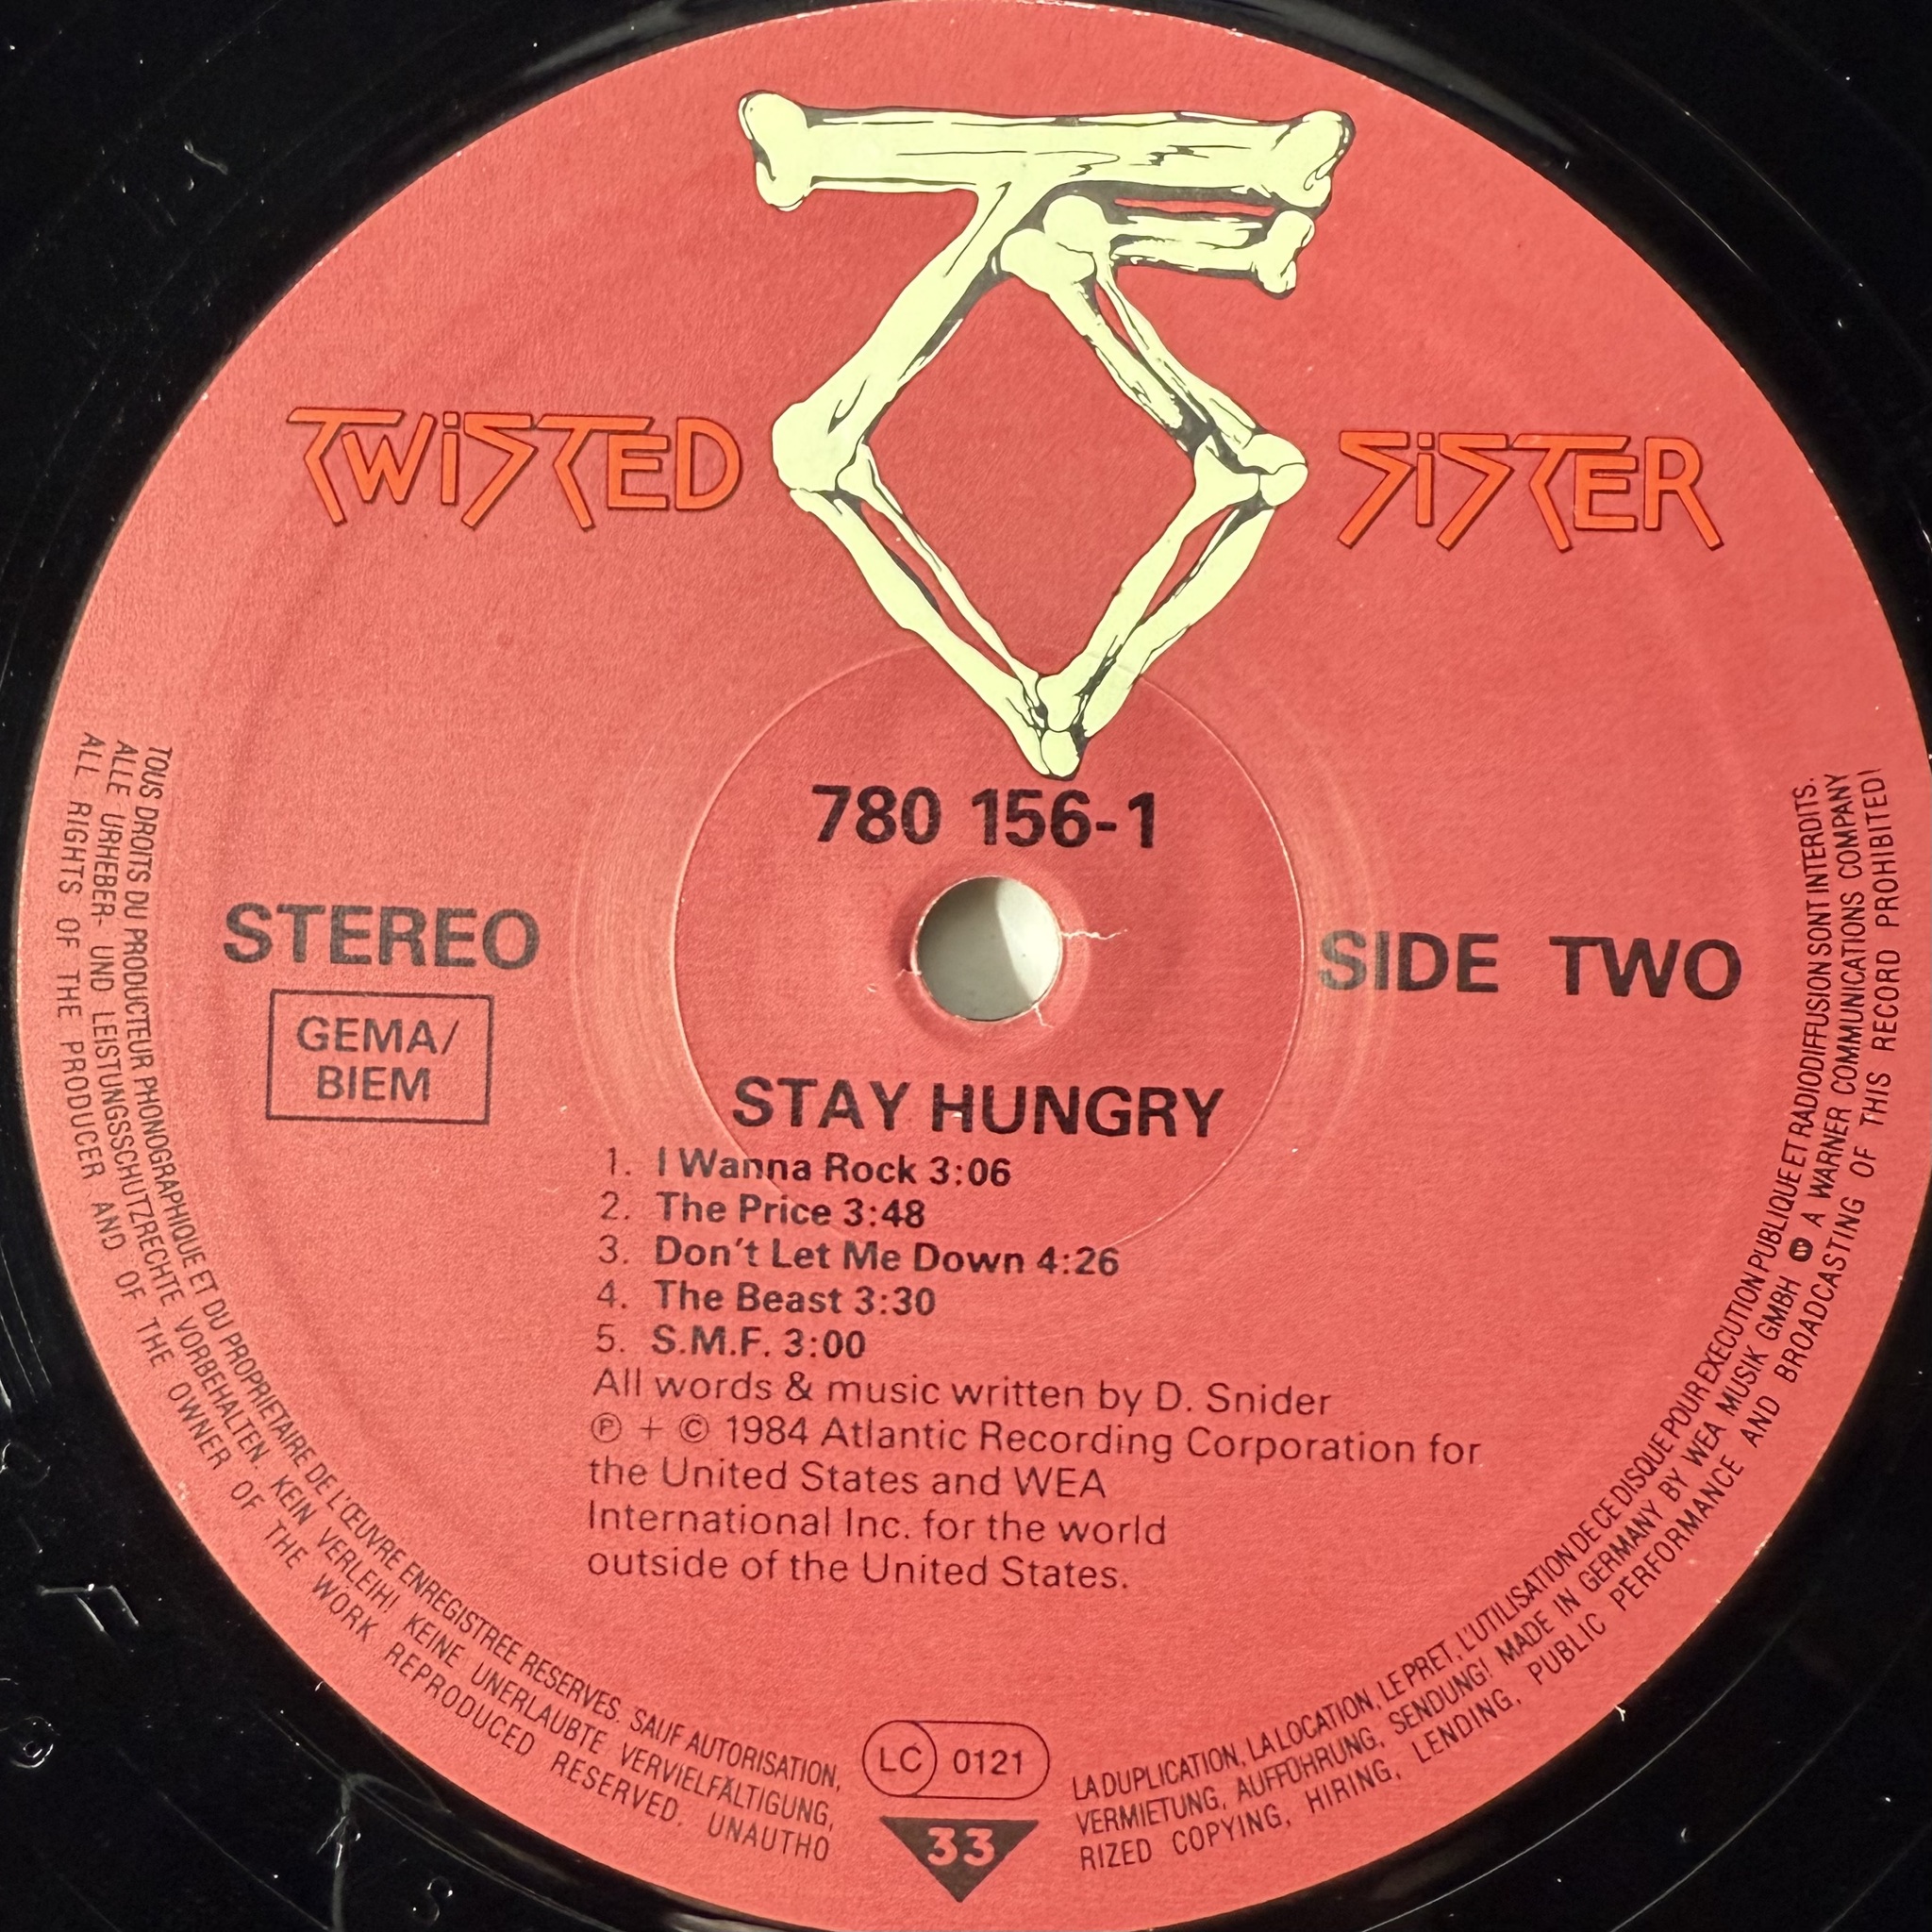 TWiSTED SiSTER
780 156-1
STEREO
SIDE TWO
GEMA/
BIEM
STAY HUNGRY
1. I Wanna Rock 3:06
2. The Price 3:48
3. Don't Let Me Down 4:26
4. The Beast 3:30
5. S.M.F. 3:00
All words & music written by D. Snider
℗ + © 1984 Atlantic Recording Corporation for
the United States and WEA
International Inc. for the world
outside of the United States.
TOUS DROITS DU PRODUCTEUR PHONOGRAPHIQUE ET DU PROPRIETAIRE DE L'ŒUVRE ENREGISTREE RESERVES. SAUF AUTORISATION, LA DUPLICATION, LA LOCATION, LE PRET, L'UTILISATION DE CE DISQUE POUR EXECUTION PUBLIQUE ET RADIODIFFUSION SONT INTERDITS.
ALLE URHEBER- UND LEISTUNGSSCHUTZRECHTE VORBEHALTEN. KEIN VERLEIH! KEINE UNERLAUBTE VERVIELFÄLTIGUNG, VERMIETUNG, AUFFÜHRUNG, SENDUNG! MADE IN GERMANY BY WEA MUSIK GMBH A WARNER COMMUNICATIONS COMPANY
ALL RIGHTS OF THE PRODUCER AND OF THE OWNER OF THE WORK REPRODUCED RESERVED. UNAUTHORIZED COPYING, HIRING, LENDING, PUBLIC PERFORMANCE AND BROADCASTING OF THIS RECORD PROHIBITED!
LC 0121
33